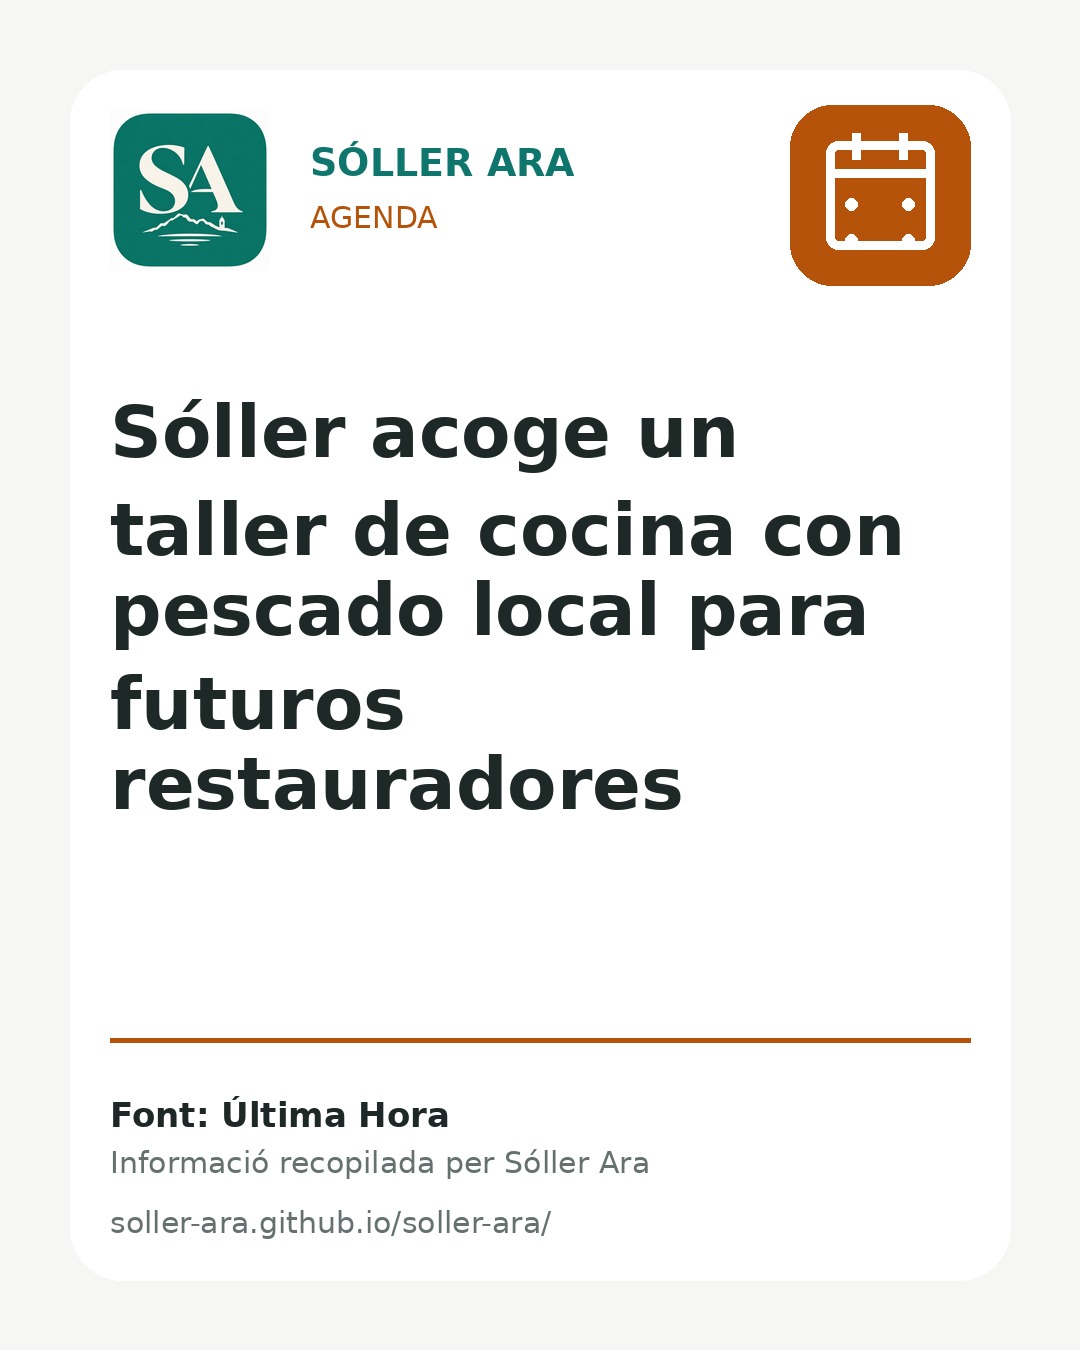 SA
SÓLLER ARA
AGENDA
Sóller acoge un
taller de cocina con
pescado local para
futuros
restauradores
Font: Última Hora
Informació recopilada per Sóller Ara
soller-ara.github.io/soller-ara/